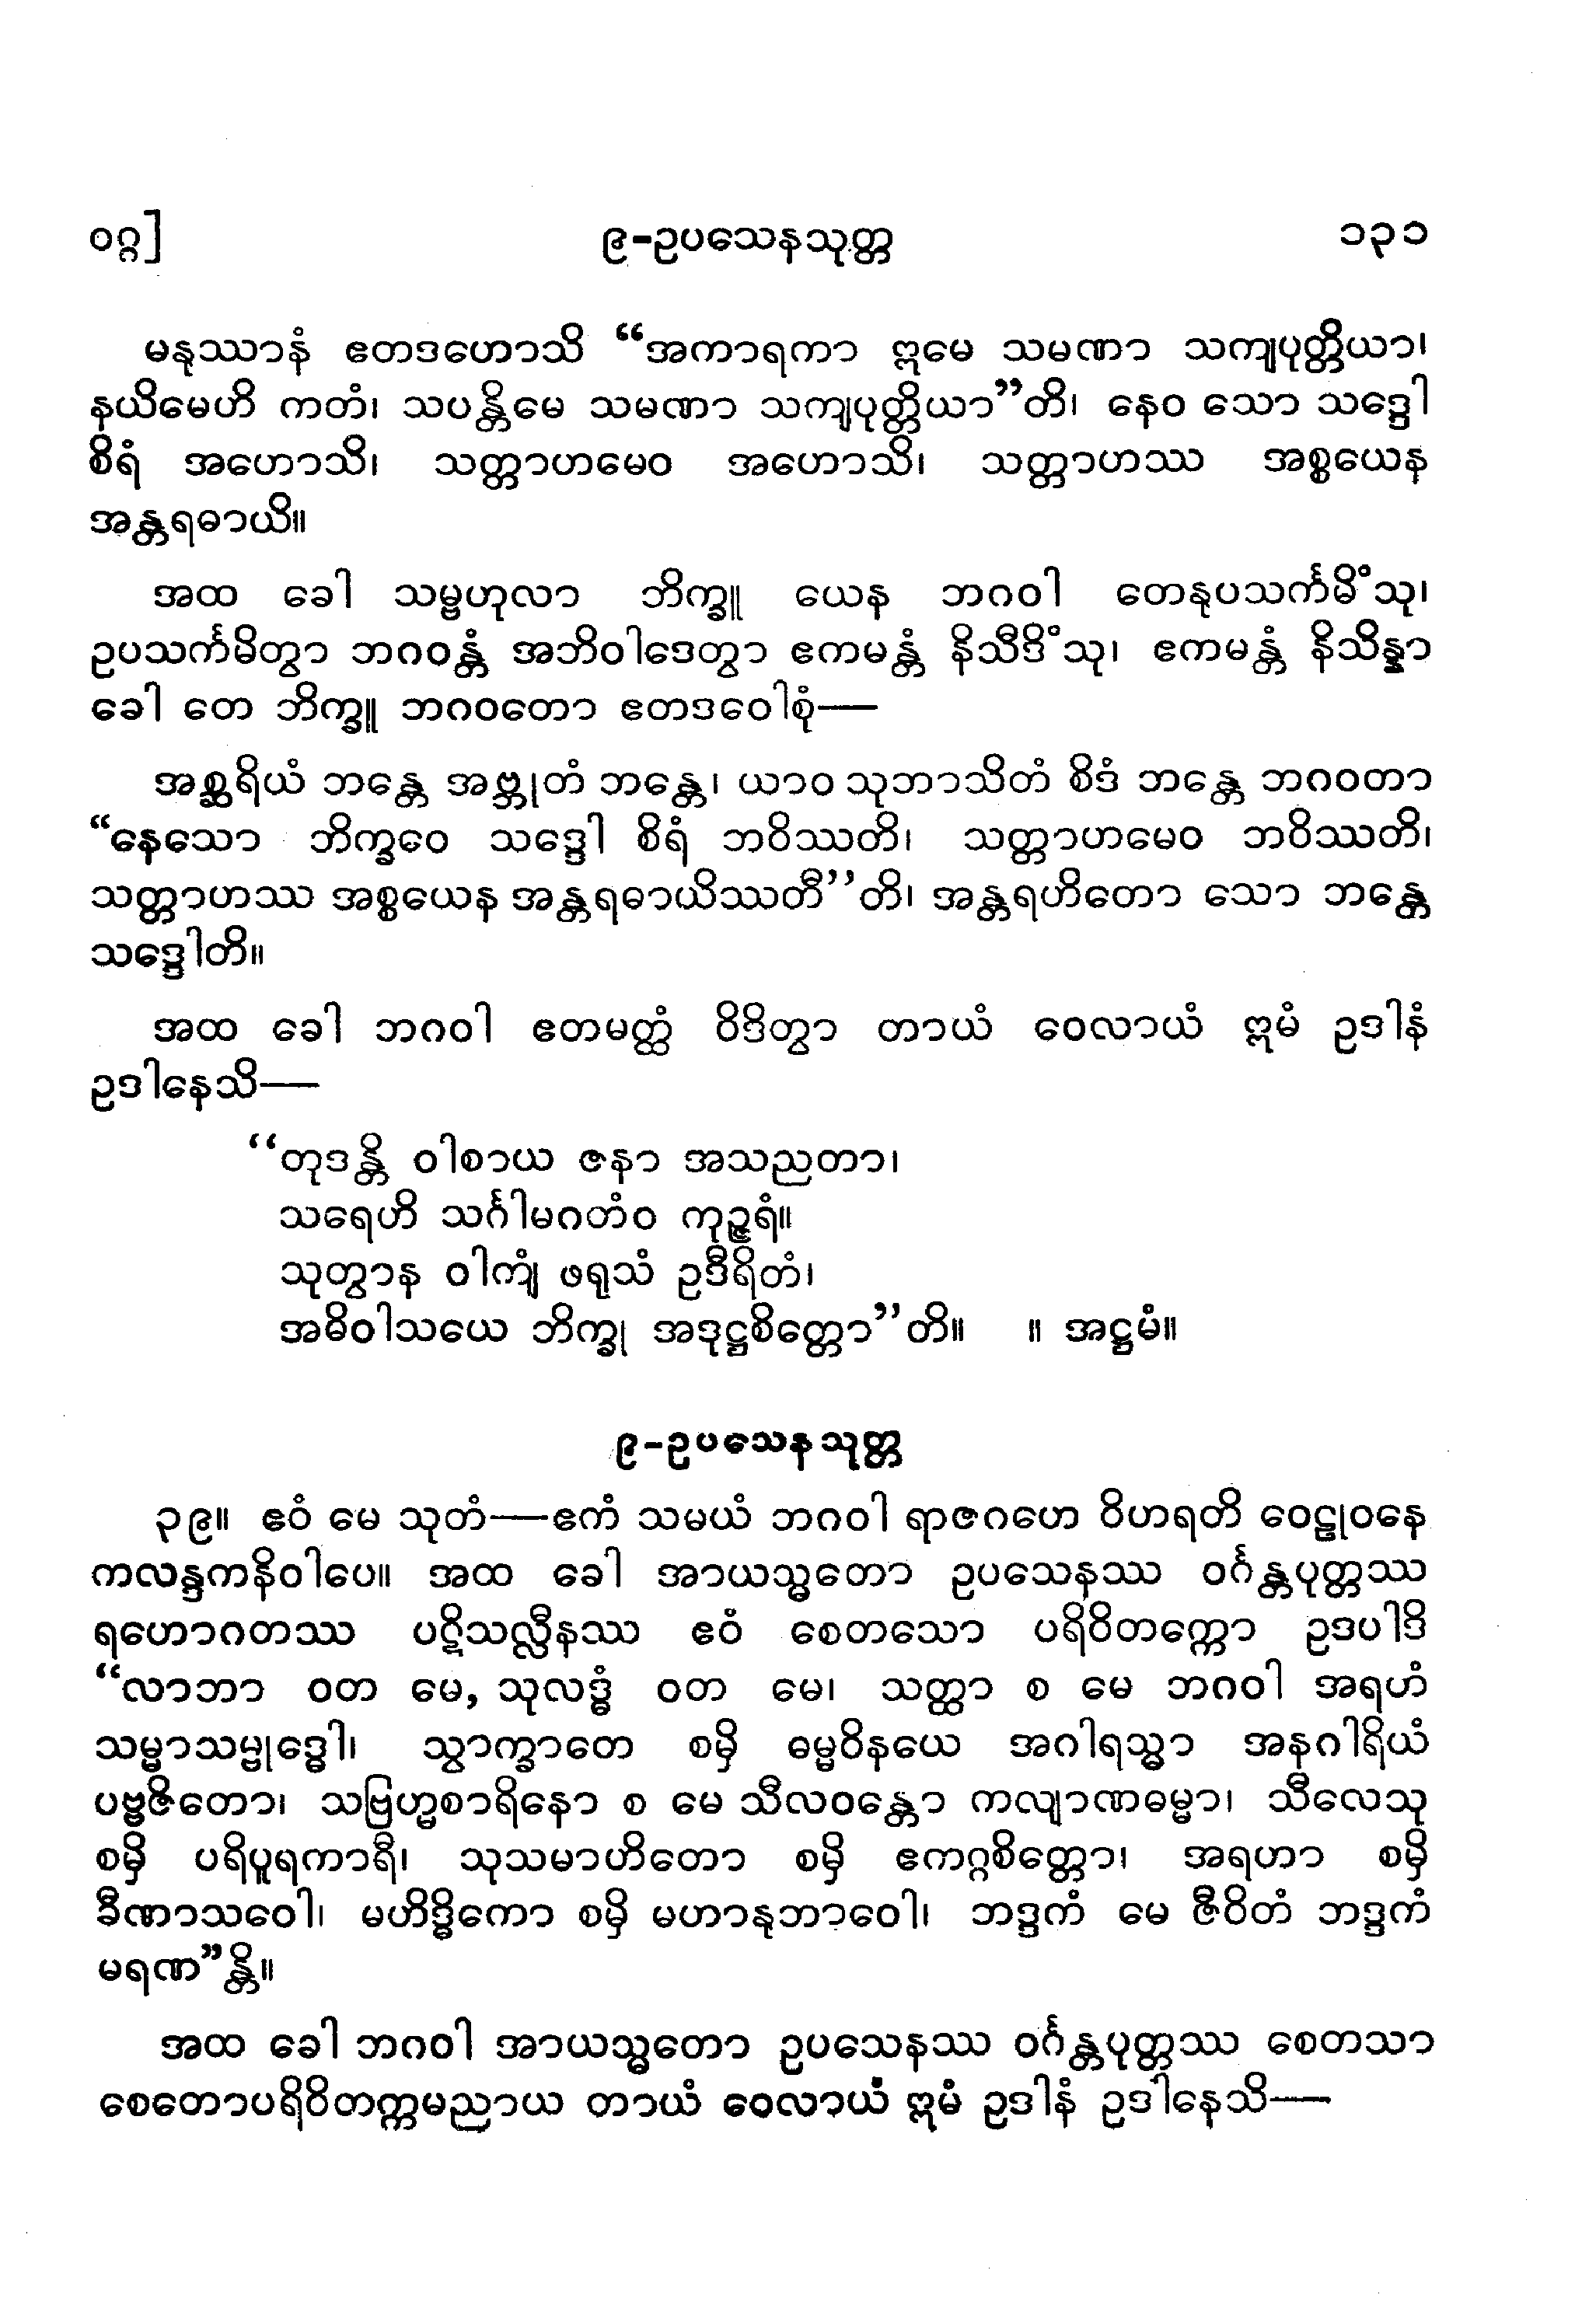 ဝဂ္ဂ] ၉-ဥပသေနသုတ္တ ၁၃၁
မနုဿာနံ ဧတဒဟောသိ “အကာရကာ ဣမေ သမဏာ သကျပုတ္တိယာ၊
နယိမေဟိ ကတံ၊ သပန္တိမေ သမဏာ သကျပုတ္တိယာ”တိ၊ နေဝ သော သဒ္ဒေါ
စိရံ အဟောသိ၊ သတ္တာဟမေဝ အဟောသိ၊ သတ္တာဟဿ အစ္စယေန
အန္တရဓာယိ။
အထ ခေါ သမ္ဗဟုလာ ဘိက္ခူ ယေန ဘဂဝါ တေနုပသင်္ကမိံသု၊
ဥပသင်္ကမိတွာ ဘဂဝန္တံ အဘိဝါဒေတွာ ဧကမန္တံ နိသီဒိံသု၊ ဧကမန္တံ နိသိန္နာ
ခေါ တေ ဘိက္ခူ ဘဂဝတော ဧတဒဝေါစုံ—
အစ္ဆရိယံ ဘန္တေ အဗ္ဘုတံ ဘန္တေ၊ ယာဝ သုဘာသိတံ စိဒံ ဘန္တေ ဘဂဝတာ
“နေသော ဘိက္ခဝေ သဒ္ဒေါ စိရံ ဘဝိဿတိ၊ သတ္တာဟမေဝ ဘဝိဿတိ၊
သတ္တာဟဿ အစ္စယေန အန္တရဓာယိဿတီ”တိ၊ အန္တရဟိတော သော ဘန္တေ
သဒ္ဒေါတိ။
အထ ခေါ ဘဂဝါ ဧတမတ္ထံ ဝိဒိတွာ တာယံ ဝေလာယံ ဣမံ ဥဒါနံ
ဥဒါနေသိ—
“တုဒန္တိ ဝါစာယ ဇနာ အသညတာ၊
သရေဟိ သင်္ဂါမဂတံဝ ကုဉ္ဇရံ။
သုတွာန ဝါကျံ ဖရုသံ ဥဒီရိတံ၊
အဓိဝါသယေ ဘိက္ခု အဒုဋ္ဌစိတ္တော”တိ။ ။ အဋ္ဌမံ။
၉-ဥပသေနသုတ္တ
၃၉။ ဧဝံ မေ သုတံ—ဧကံ သမယံ ဘဂဝါ ရာဇဂဟေ ဝိဟရတိ ဝေဠုဝနေ
ကလန္ဒကနိဝါပေ။ အထ ခေါ အာယသ္မတော ဥပသေနဿ ဝင်္ဂန္တပုတ္တဿ
ရဟောဂတဿ ပဋိသလ္လီနဿ ဧဝံ စေတသော ပရိဝိတက္ကော ဥဒပါဒိ
“လာဘာ ဝတ မေ, သုလဒ္ဓံ ဝတ မေ၊ သတ္ထာ စ မေ ဘဂဝါ အရဟံ
သမ္မာသမ္ဗုဒ္ဓေါ၊ သွာက္ခာတေ စမှိ ဓမ္မဝိနယေ အဂါရသ္မာ အနဂါရိယံ
ပဗ္ဗဇိတော၊ သဗြဟ္မစာရိနော စ မေ သီလဝန္တော ကလျာဏဓမ္မာ၊ သီလေသု
စမှိ ပရိပူရကာရီ၊ သုသမာဟိတော စမှိ ဧကဂ္ဂစိတ္တော၊ အရဟာ စမှိ
ခီဏာသဝေါ၊ မဟိဒ္ဓိကော စမှိ မဟာနုဘာဝေါ၊ ဘဒ္ဒကံ မေ ဇီဝိတံ ဘဒ္ဒကံ
မရဏ”န္တိ။
အထ ခေါ ဘဂဝါ အာယသ္မတော ဥပသေနဿ ဝင်္ဂန္တပုတ္တဿ စေတသာ
စေတောပရိဝိတက္ကမညာယ တာယံ ဝေလာယံ ဣမံ ဥဒါနံ ဥဒါနေသိ—